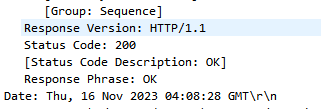 [Group: Sequence]
Response Version: HTTP/1.1
Status Code: 200
[Status Code Description: OK]
Response Phrase: OK
Date: Thu, 16 Nov 2023 04:08:28 GMT\r\n